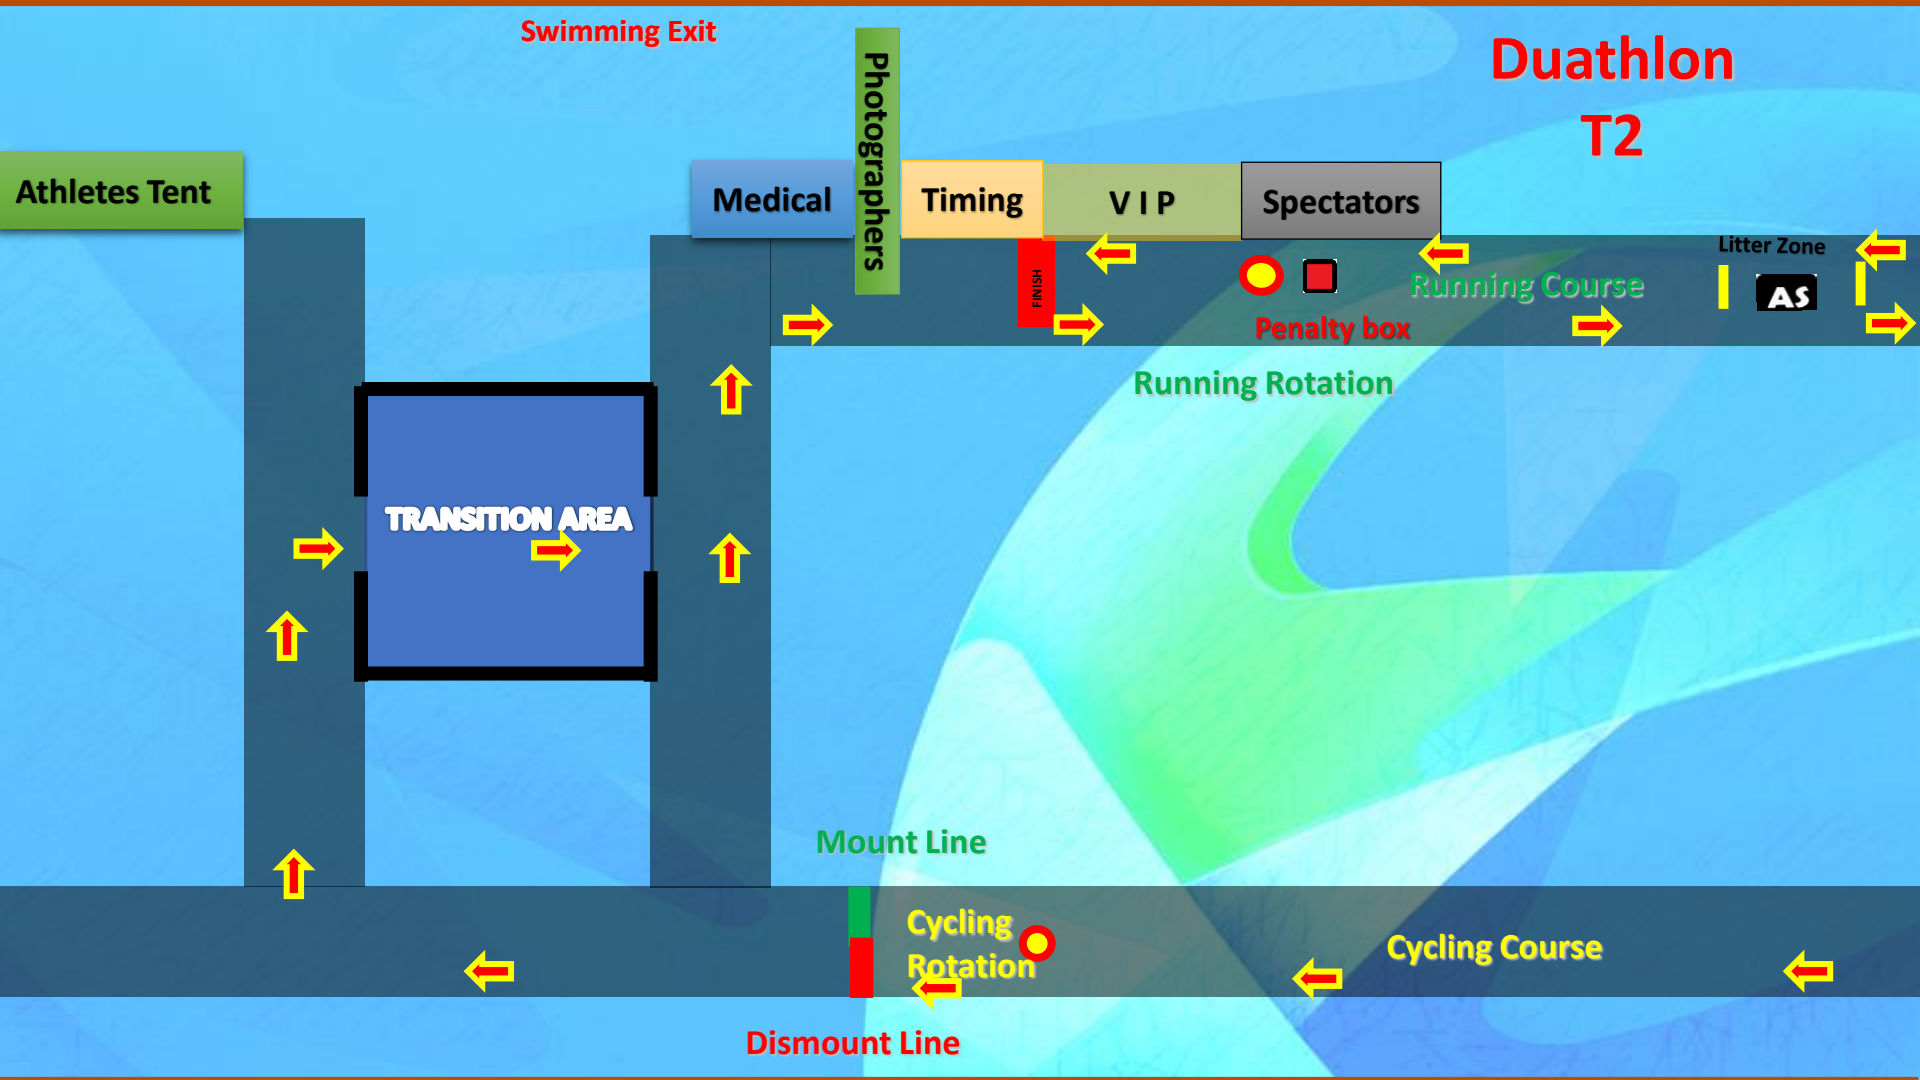 Swimming Exit
Duathlon
T2
Photographers
Athletes Tent
Medical
Timing
V I P
Spectators
Litter Zone
FINISH
Running Course
AS
Penalty box
Running Rotation
TRANSITION AREA
Mount Line
Cycling
Rotation
Cycling Course
Dismount Line